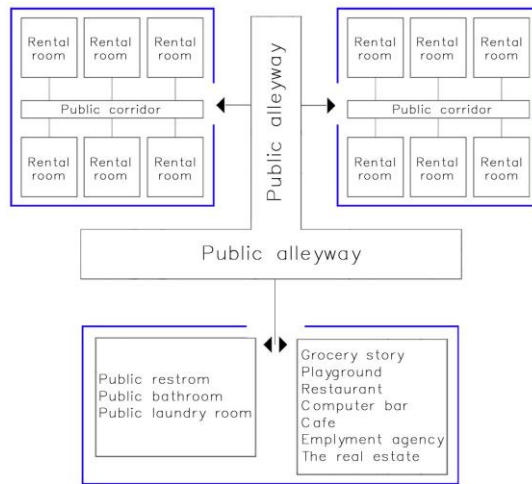 Rental room
Rental room
Rental room
Public corridor
Rental room
Rental room
Rental room
Public alleyway
Rental room
Rental room
Rental room
Public corridor
Rental room
Rental room
Rental room
Public alleyway
Public restrom
Public bathroom
Public laundry room
Grocery story
Playground
Restaurant
Computer bar
Cafe
Emplyment agency
The real estate